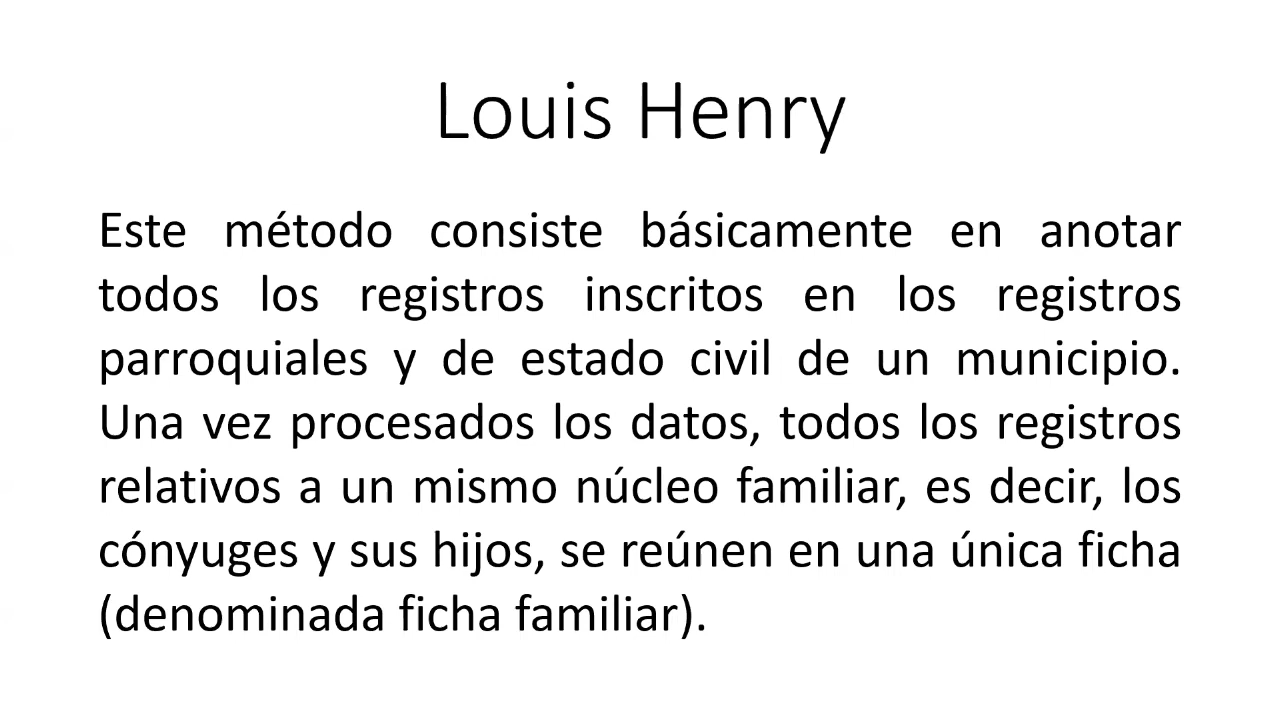 Louis Henry
Este método consiste básicamente en anotar
todos los registros inscritos en los registros
parroquiales y de estado civil de un municipio.
Una vez procesados los datos, todos los registros
relativos a un mismo núcleo familiar, es decir, los
cónyuges y sus hijos, se reúnen en una única ficha
(denominada ficha familiar).